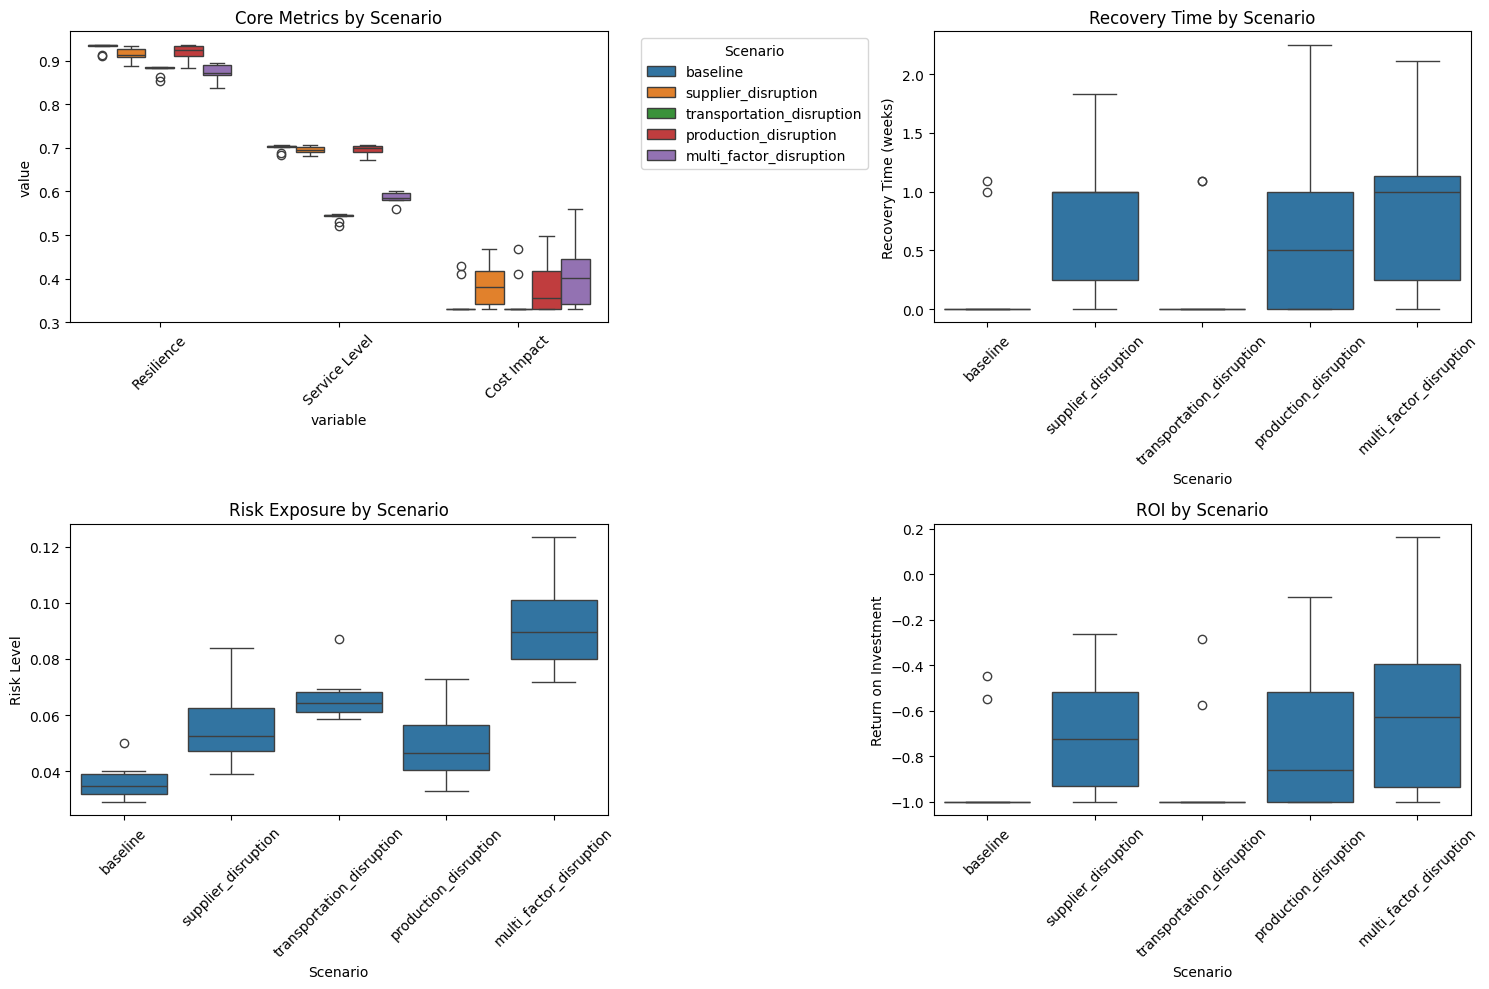 Core Metrics by Scenario
value
0.9
0.8
0.7
0.6
0.5
0.4
0.3
Resilience
Service Level
Cost Impact
variable
Scenario
baseline
supplier_disruption
transportation_disruption
production_disruption
multi_factor_disruption
Recovery Time by Scenario
Recovery Time (weeks)
2.0
1.5
1.0
0.5
0.0
baseline
supplier_disruption
transportation_disruption
production_disruption
multi_factor_disruption
Scenario
Risk Exposure by Scenario
Risk Level
0.12
0.10
0.08
0.06
0.04
baseline
supplier_disruption
transportation_disruption
production_disruption
multi_factor_disruption
Scenario
ROI by Scenario
Return on Investment
0.2
0.0
−0.2
−0.4
−0.6
−0.8
−1.0
baseline
supplier_disruption
transportation_disruption
production_disruption
multi_factor_disruption
Scenario